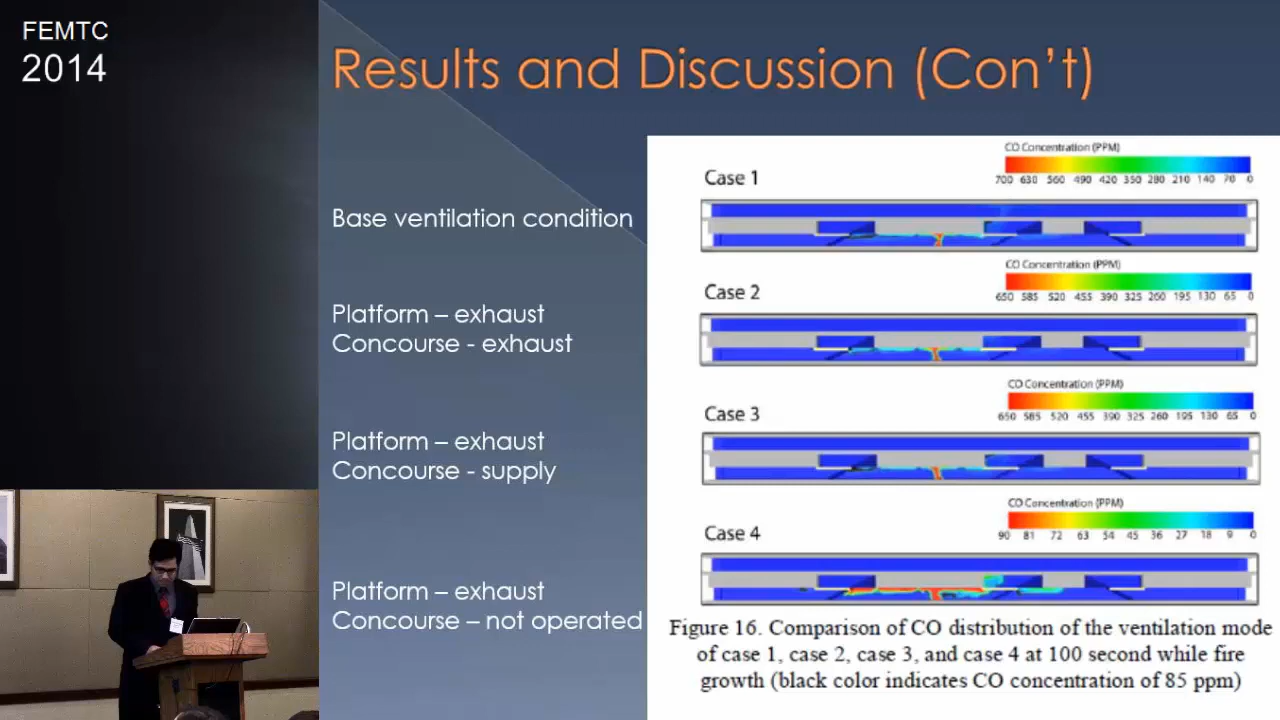 FEMTC
2014
Results and Discussion (Con't)
Base ventilation condition
Platform – exhaust
Concourse - exhaust
Platform – exhaust
Concourse - supply
Platform – exhaust
Concourse – not operated
CO Concentration (PPM)
Case 1
700 630 560 490 420 350 280 210 140 70 0
CO Concentration (PPM)
Case 2
650 585 520 455 390 325 260 195 130 65 0
CO Concentration (PPM)
Case 3
650 585 520 455 390 325 260 195 130 65 0
CO Concentration (PPM)
Case 4
90 81 72 63 54 45 36 27 18 9 0
Figure 16. Comparison of CO distribution of the ventilation mode
of case 1, case 2, case 3, and case 4 at 100 second while fire
growth (black color indicates CO concentration of 85 ppm)